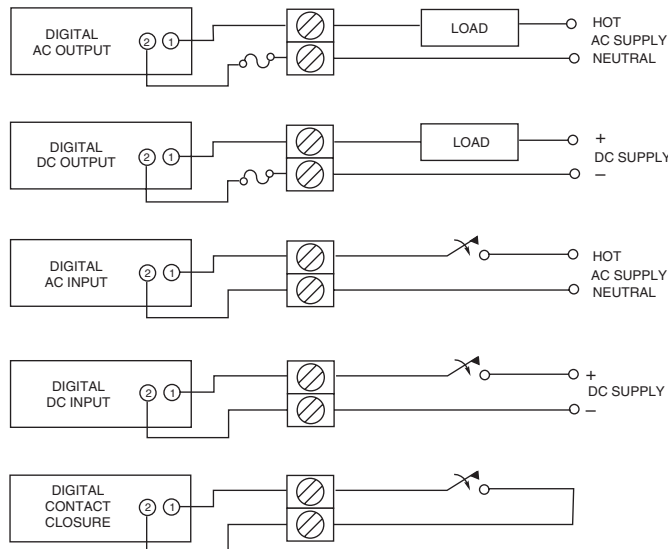 DIGITAL
AC OUTPUT
2 1
LOAD
HOT
AC SUPPLY
NEUTRAL
DIGITAL
DC OUTPUT
2 1
LOAD
+
DC SUPPLY
–
DIGITAL
AC INPUT
2 1
HOT
AC SUPPLY
NEUTRAL
DIGITAL
DC INPUT
2 1
+
DC SUPPLY
–
DIGITAL
CONTACT
CLOSURE
2 1